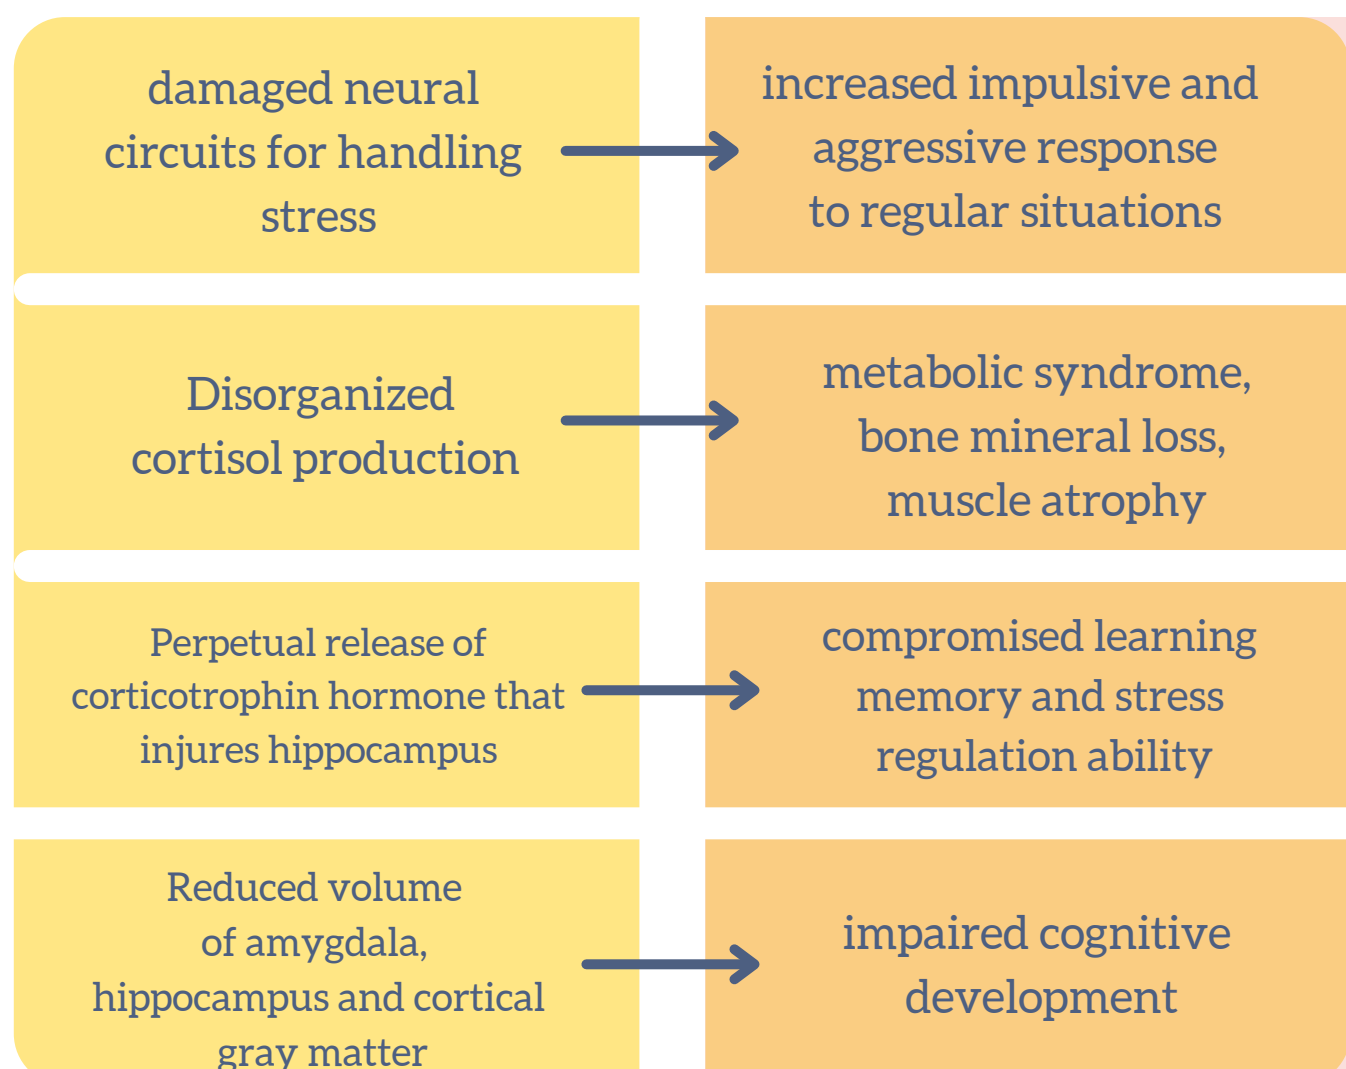 damaged neural
circuits for handling
stress
increased impulsive and
aggressive response
to regular situations
Disorganized
cortisol production
metabolic syndrome,
bone mineral loss,
muscle atrophy
Perpetual release of
corticotrophin hormone that
injures hippocampus
compromised learning
memory and stress
regulation ability
Reduced volume
of amygdala,
hippocampus and cortical
gray matter
impaired cognitive
development